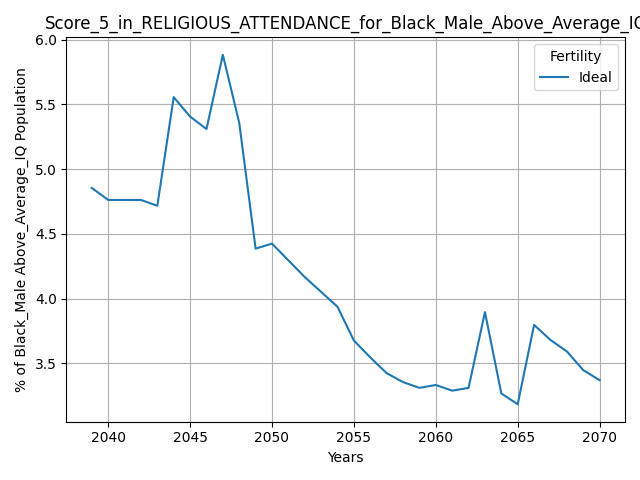 Score_5_in_RELIGIOUS_ATTENDANCE_for_Black_Male_Above_Average_IQ
6.0
5.5
5.0
4.5
4.0
3.5
% of Black_Male Above_Average_IQ Population
Fertility
Ideal
2040 2045 2050 2055 2060 2065 2070
Years